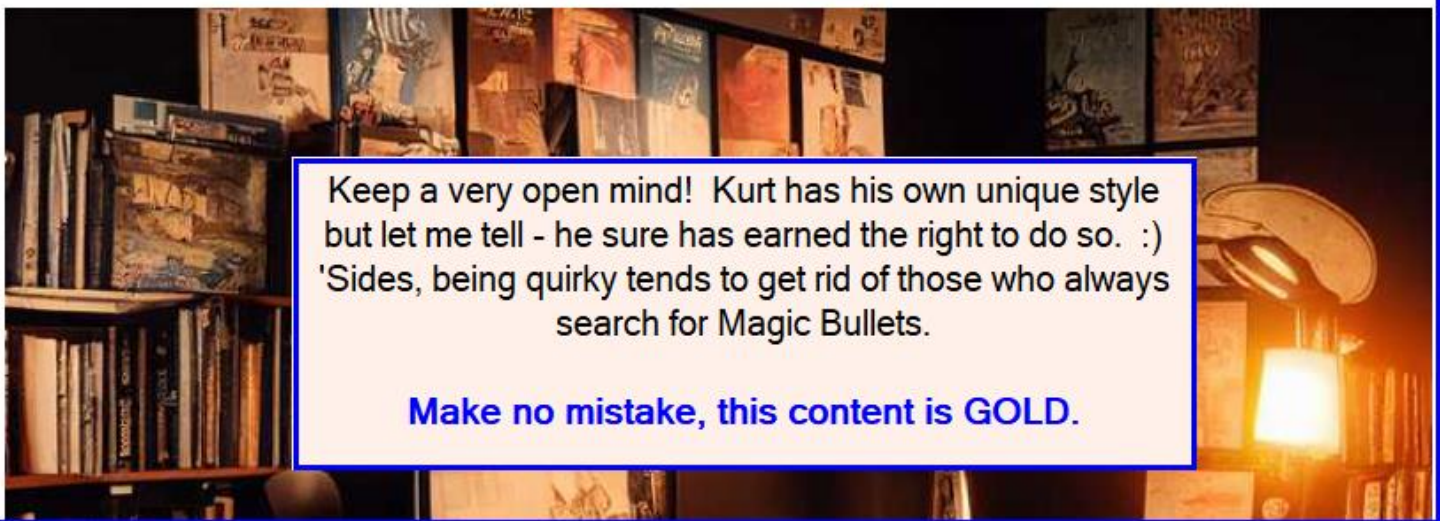 Keep a very open mind!  Kurt has his own unique style
but let me tell - he sure has earned the right to do so.  :)
'Sides, being quirky tends to get rid of those who always
search for Magic Bullets.
Make no mistake, this content is GOLD.